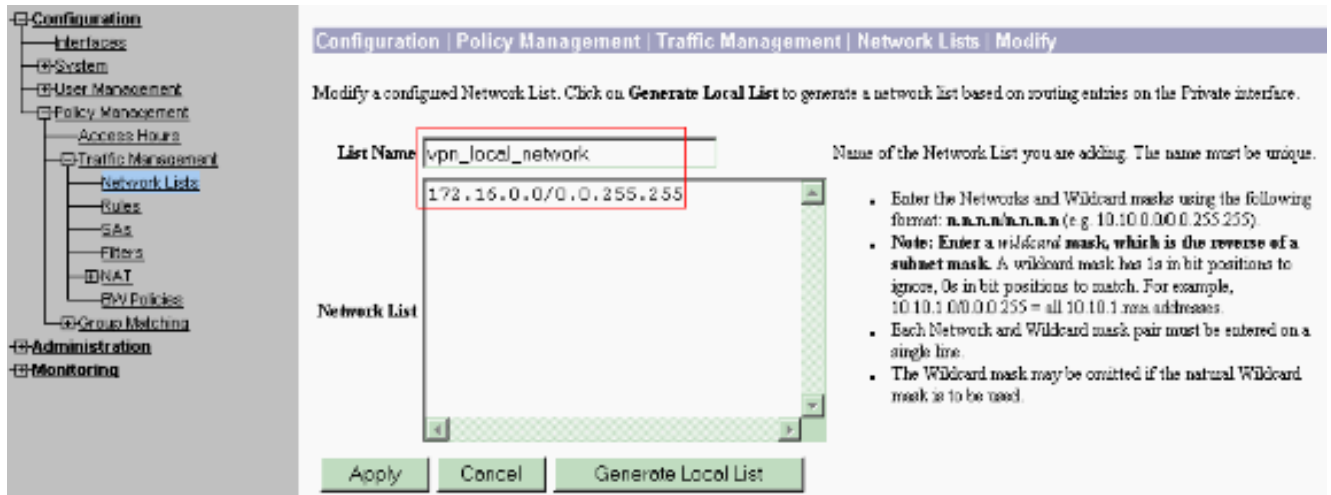 Configuration
Interfaces
System
User Management
Policy Management
Access Hours
Traffic Management
Network Lists
Rules
SAs
Filters
NAT
BW Policies
Group Matching
Administration
Monitoring
Configuration | Policy Management | Traffic Management | Network Lists | Modify
Modify a configured Network List. Click on Generate Local List to generate a network list based on routing entries on the Private interface.
List Name
vpn_local_network
Name of the Network List you are adding. The name must be unique.
Network List
172.16.0.0/0.0.255.255
• Enter the Networks and Wildcard masks using the following
format: n.n.n.n/n.n.n.n (e.g. 10.10.0.0/0.0.255.255).
• Note: Enter a wildcard mask, which is the reverse of a
subnet mask. A wildcard mask has 1s in bit positions to
ignore, 0s in bit positions to match. For example,
10.10.1.0/0.0.0.255 = all 10.10.1.nnn addresses.
• Each Network and Wildcard mask pair must be entered on a
single line.
• The Wildcard mask may be omitted if the natural Wildcard
mask is to be used.
Apply
Cancel
Generate Local List